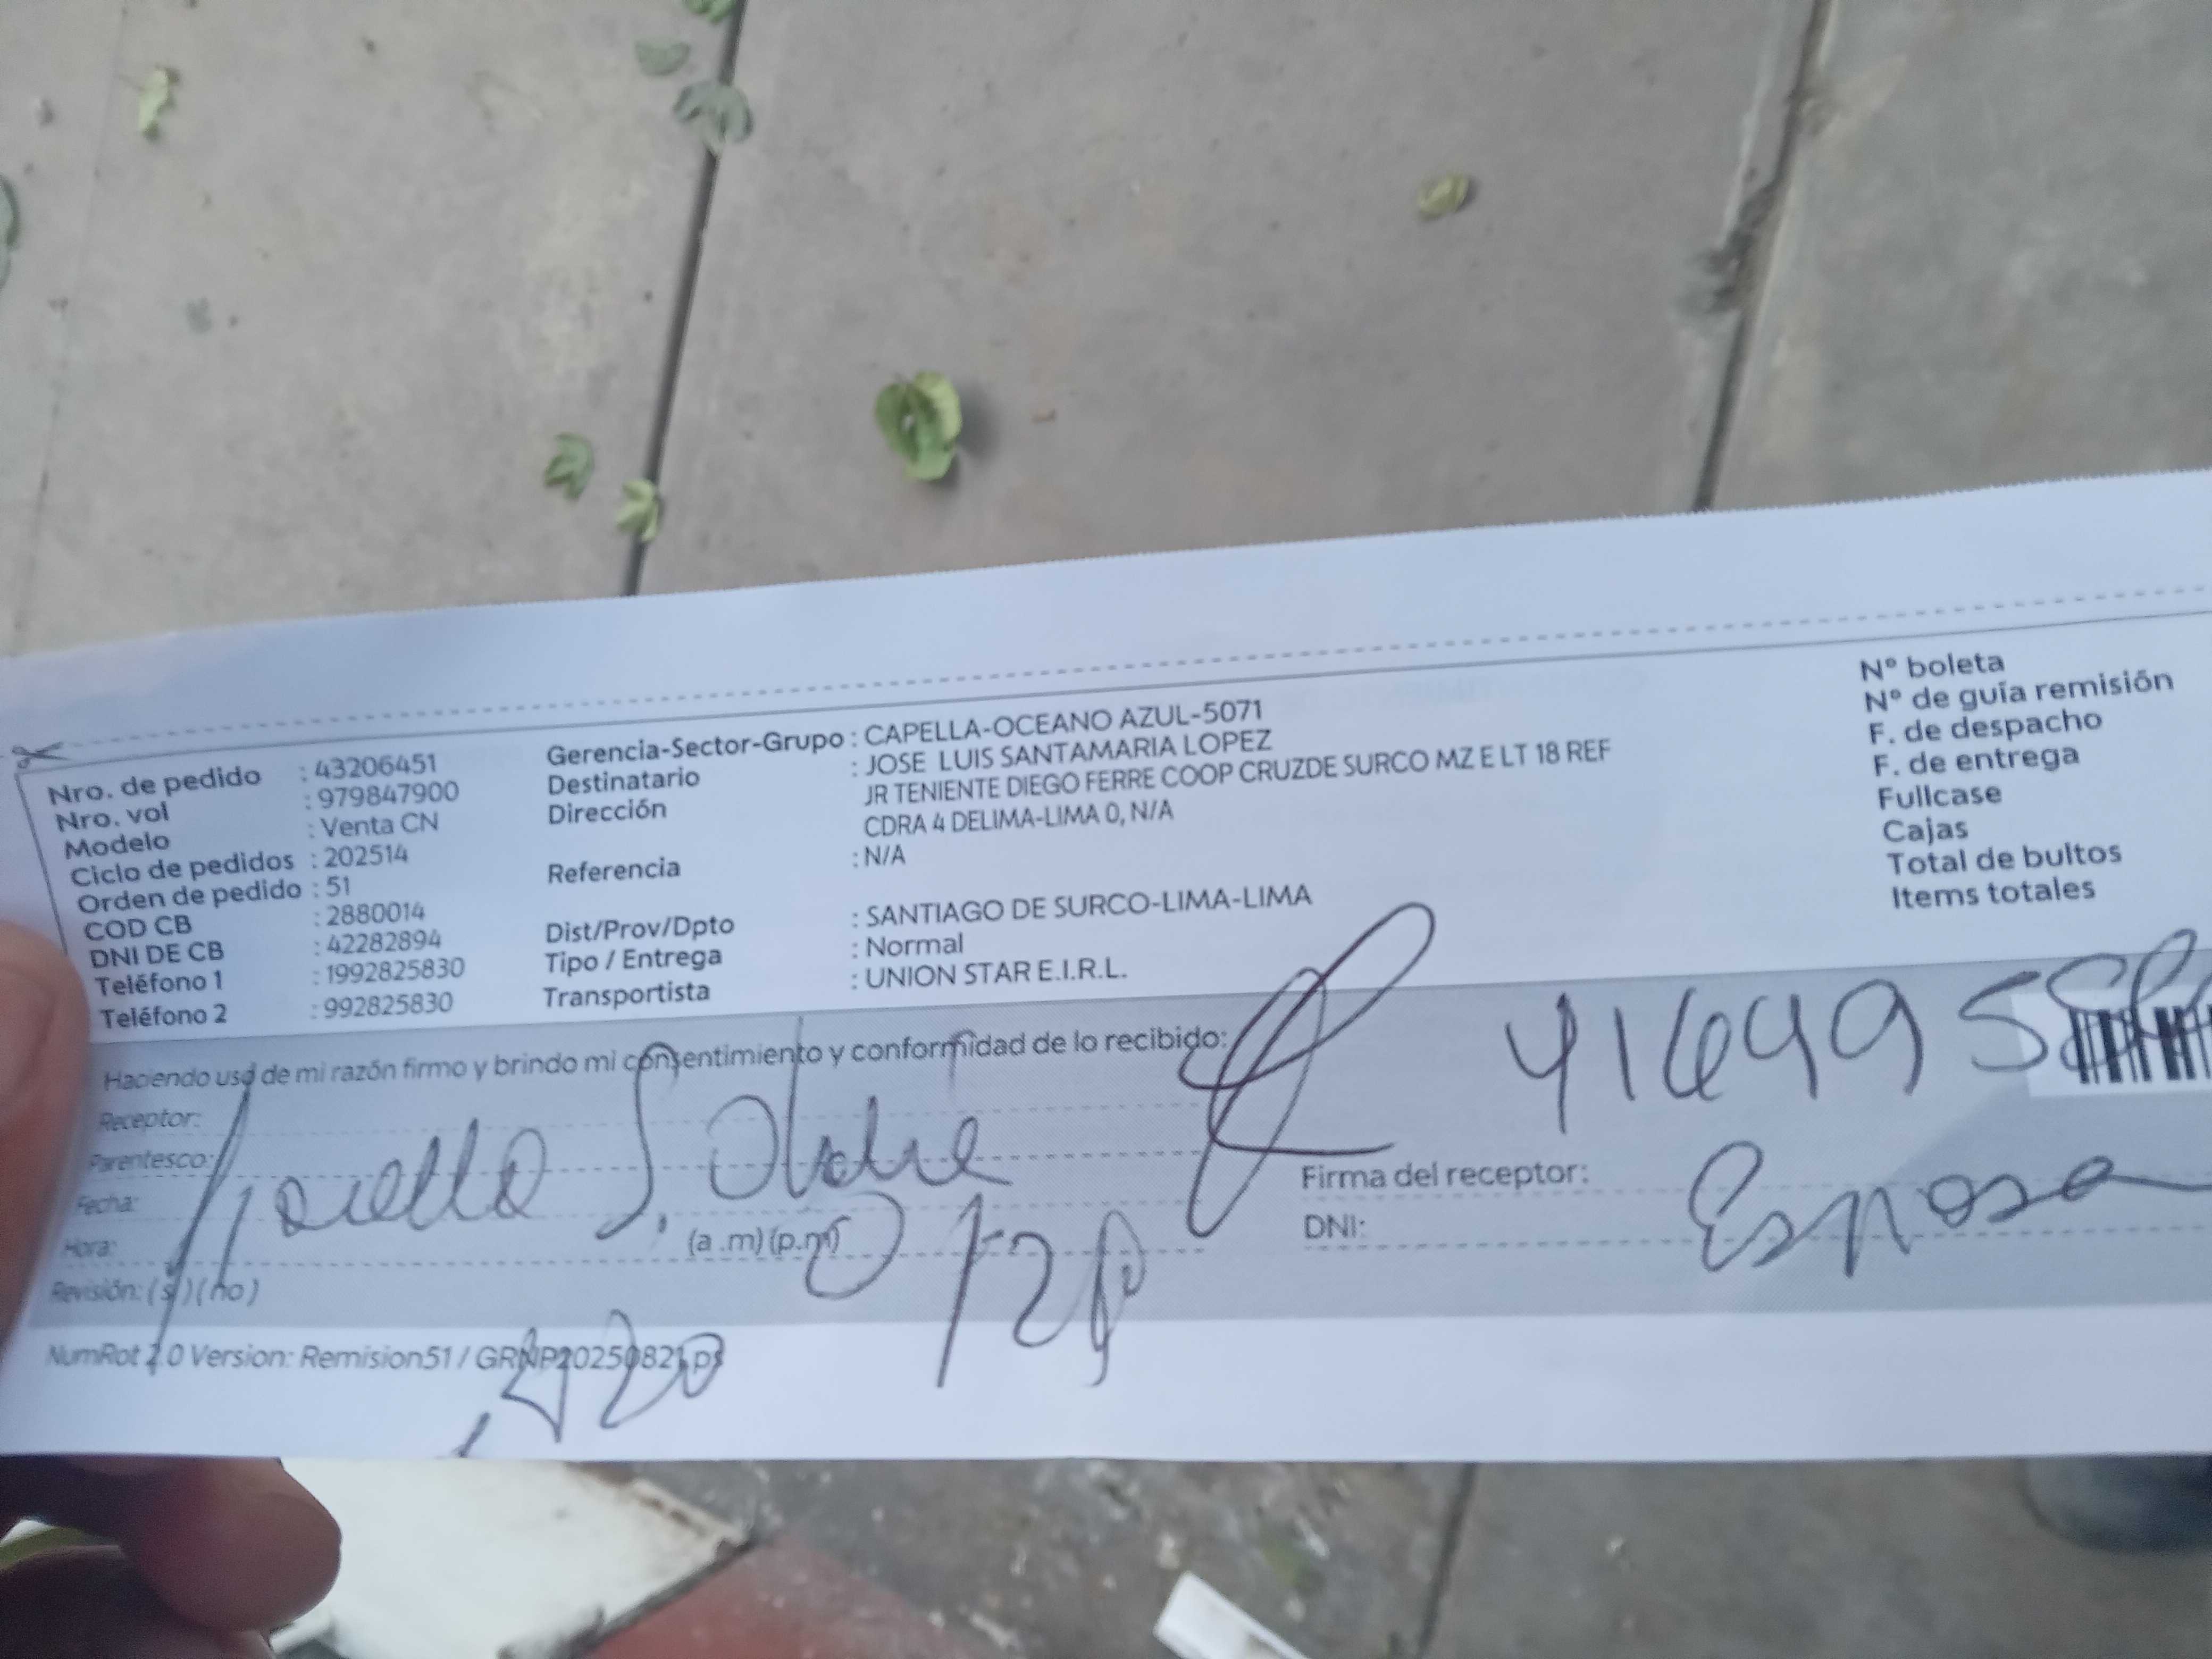 Nro. de pedido : 43206451
Nro. vol : 979847900
Modelo : Venta CN
Ciclo de pedidos : 202514
Orden de pedido : 51
COD CB : 2880014
DNI DE CB : 42282894
Teléfono 1 : 1992825830
Teléfono 2 : 992825830
Gerencia-Sector-Grupo : CAPELLA-OCEANO AZUL-5071
Destinatario : JOSE LUIS SANTAMARIA LOPEZ
Dirección JR TENIENTE DIEGO FERRE COOP CRUZDE SURCO MZ E LT 18 REF
CDRA 4 DELIMA-LIMA 0, N/A
Referencia : N/A
Dist/Prov/Dpto : SANTIAGO DE SURCO-LIMA-LIMA
Tipo / Entrega : Normal
Transportista : UNION STAR E.I.R.L.
Nº boleta
Nº de guía remisión
F. de despacho
F. de entrega
Fullcase
Cajas
Total de bultos
Items totales
Haciendo uso de mi razón firmo y brindo mi consentimiento y conformidad de lo recibido:
Receptor:
Parentesco:
Fecha:
Hora: (a .m) (p.m)
Revisión: (si) (no)
Firma del receptor:
DNI:
Esposa
NumRot 2.0 Version: Remision51 / GRNP20250821.ps